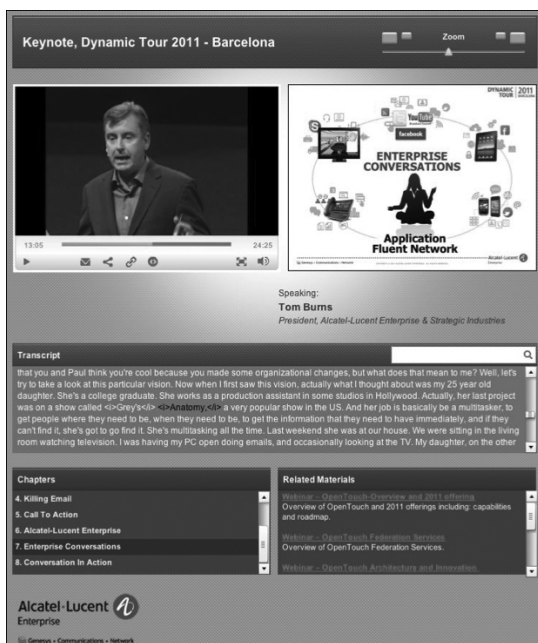 Keynote, Dynamic Tour 2011 - Barcelona
Zoom
DYNAMIC TOUR 2011
YouTube
facebook
ENTERPRISE
CONVERSATIONS
Application
Fluent Network
Alcatel-Lucent
13:05
24:25
Speaking:
Tom Burns
President, Alcatel-Lucent Enterprise & Strategic Industries
Transcript
that you and Paul think you're cool because you made some organizational changes, but what does that mean to me? Well, let's
try to take a look at this particular vision. Now when I first saw this vision, actually what I thought about was my 25 year old
daughter. She's a college graduate. She works as a production assistant in some studios in Hollywood. Actually, her last project
was on a show called <i>Grey's</i> <i>Anatomy,</i> a very popular show in the US. And her job is basically be a multitasker, to
get people where they need to be, when they need to be, to get the information that they need to have immediately, and if they
can't find it, she's got to go find it. She's multitasking all the time. Last weekend she was at our house. We were sitting in the living
room watching television. I was having my PC open doing emails, and occasionally looking at the TV. My daughter, on the other
Chapters
4. Killing Email
5. Call To Action
6. Alcatel-Lucent Enterprise
7. Enterprise Conversations
8. Conversation In Action
Related Materials
Webinar - OpenTouch-Overview and 2011 offering
Overview of OpenTouch and 2011 offerings including: capabilities
and roadmap.
Webinar - OpenTouch Federation Services
Overview of OpenTouch Federation Services.
Webinar - OpenTouch Architecture and Innovation
Alcatel·Lucent
Enterprise
Genesys • Communications • Network